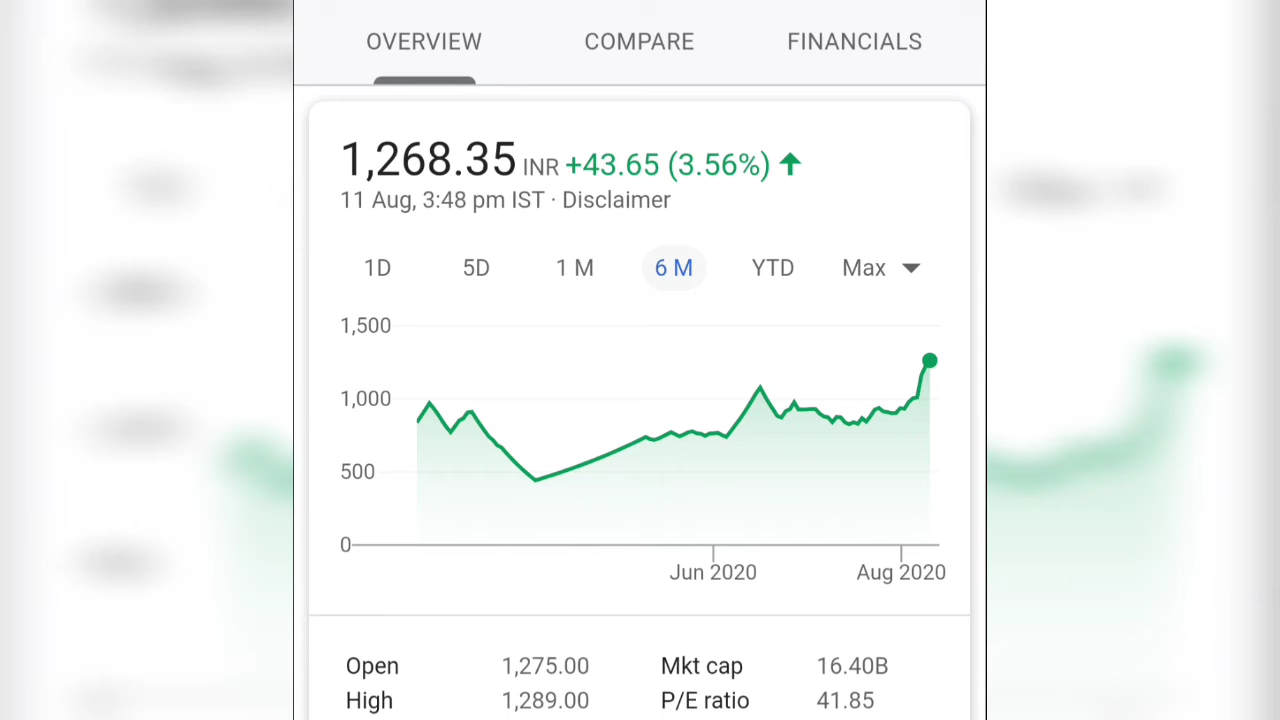 OVERVIEW COMPARE FINANCIALS
1,268.35 INR +43.65 (3.56%)
11 Aug, 3:48 pm IST · Disclaimer
1D 5D 1 M 6 M YTD Max
1,500
1,000
500
0
Jun 2020 Aug 2020
Open 1,275.00 Mkt cap 16.40B
High 1,289.00 P/E ratio 41.85